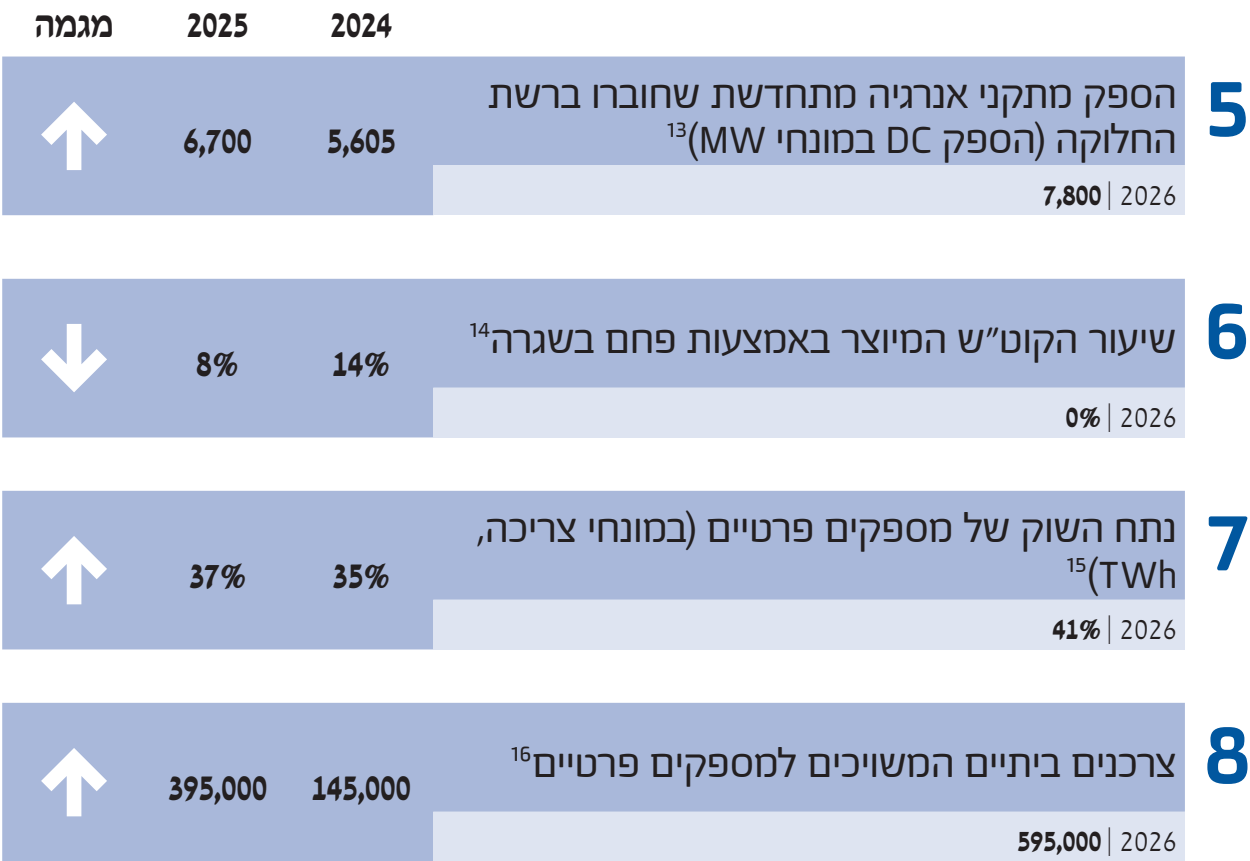 2024 2025 מגמה
5 הספק מתקני אנרגיה מתחדשת שחוברו ברשת
החלוקה (הספק DC במונחי MW)¹³ 5,605 6,700
2026 | 7,800
6 שיעור הקוט"ש המיוצר באמצעות פחם בשגרה¹⁴ 14% 8%
2026 | 0%
7 נתח השוק של מספקים פרטיים (במונחי צריכה,
TWh)¹⁵ 35% 37%
2026 | 41%
8 צרכנים ביתיים המשויכים למספקים פרטיים¹⁶ 145,000 395,000
2026 | 595,000